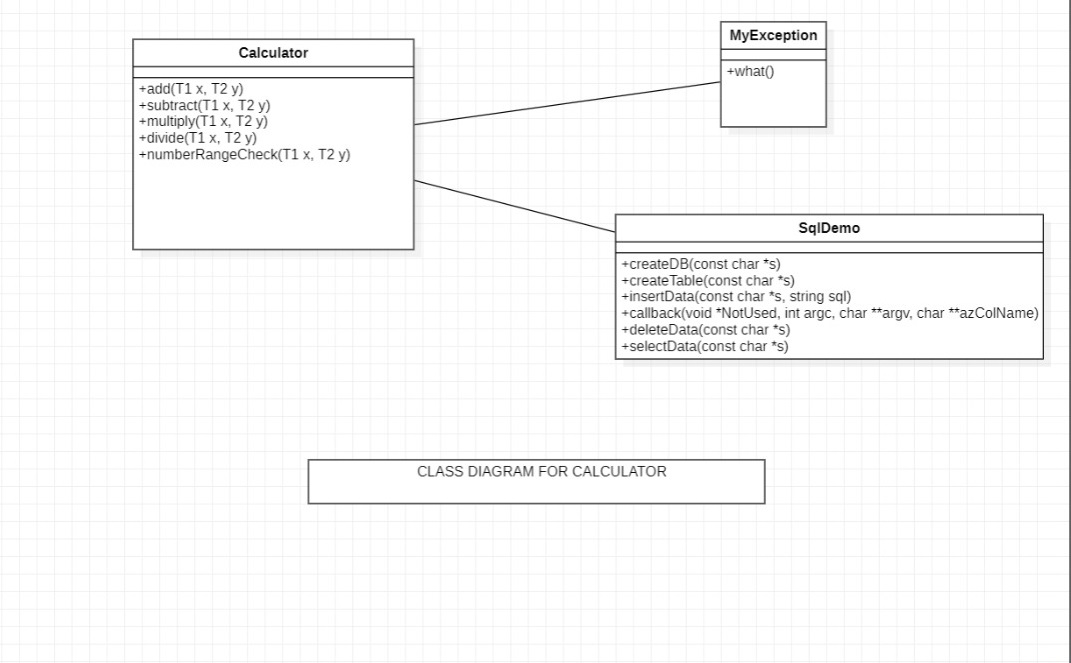 Calculator
+add(T1 x, T2 y)
+subtract(T1 x, T2 y)
+multiply(T1 x, T2 y)
+divide(T1 x, T2 y)
+numberRangeCheck(T1 x, T2 y)
MyException
+what()
SqlDemo
+createDB(const char *s)
+createTable(const char *s)
+insertData(const char *s, string sql)
+callback(void *NotUsed, int argc, char **argv, char **azColName)
+deleteData(const char *s)
+selectData(const char *s)
CLASS DIAGRAM FOR CALCULATOR